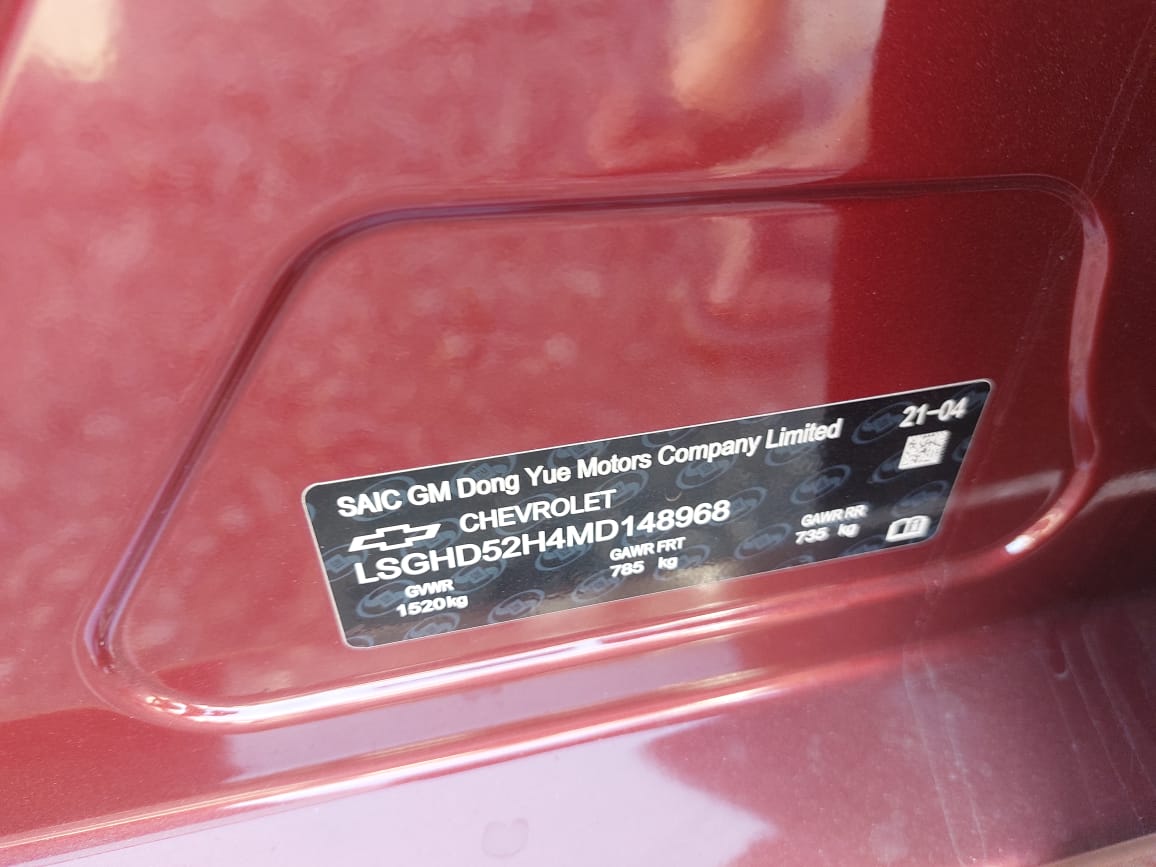 SAIC GM Dong Yue Motors Company Limited 21-04
CHEVROLET
LSGHD52H4MD148968
GVWR GAWR FRT GAWR RR
1520kg 785 kg 735 kg